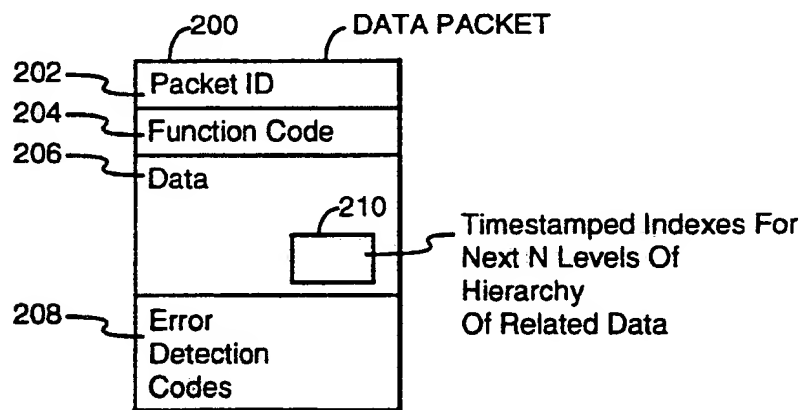 200 DATA PACKET
202 Packet ID
204 Function Code
206 Data
210
Timestamped Indexes For
Next N Levels Of
Hierarchy
Of Related Data
208 Error
Detection
Codes